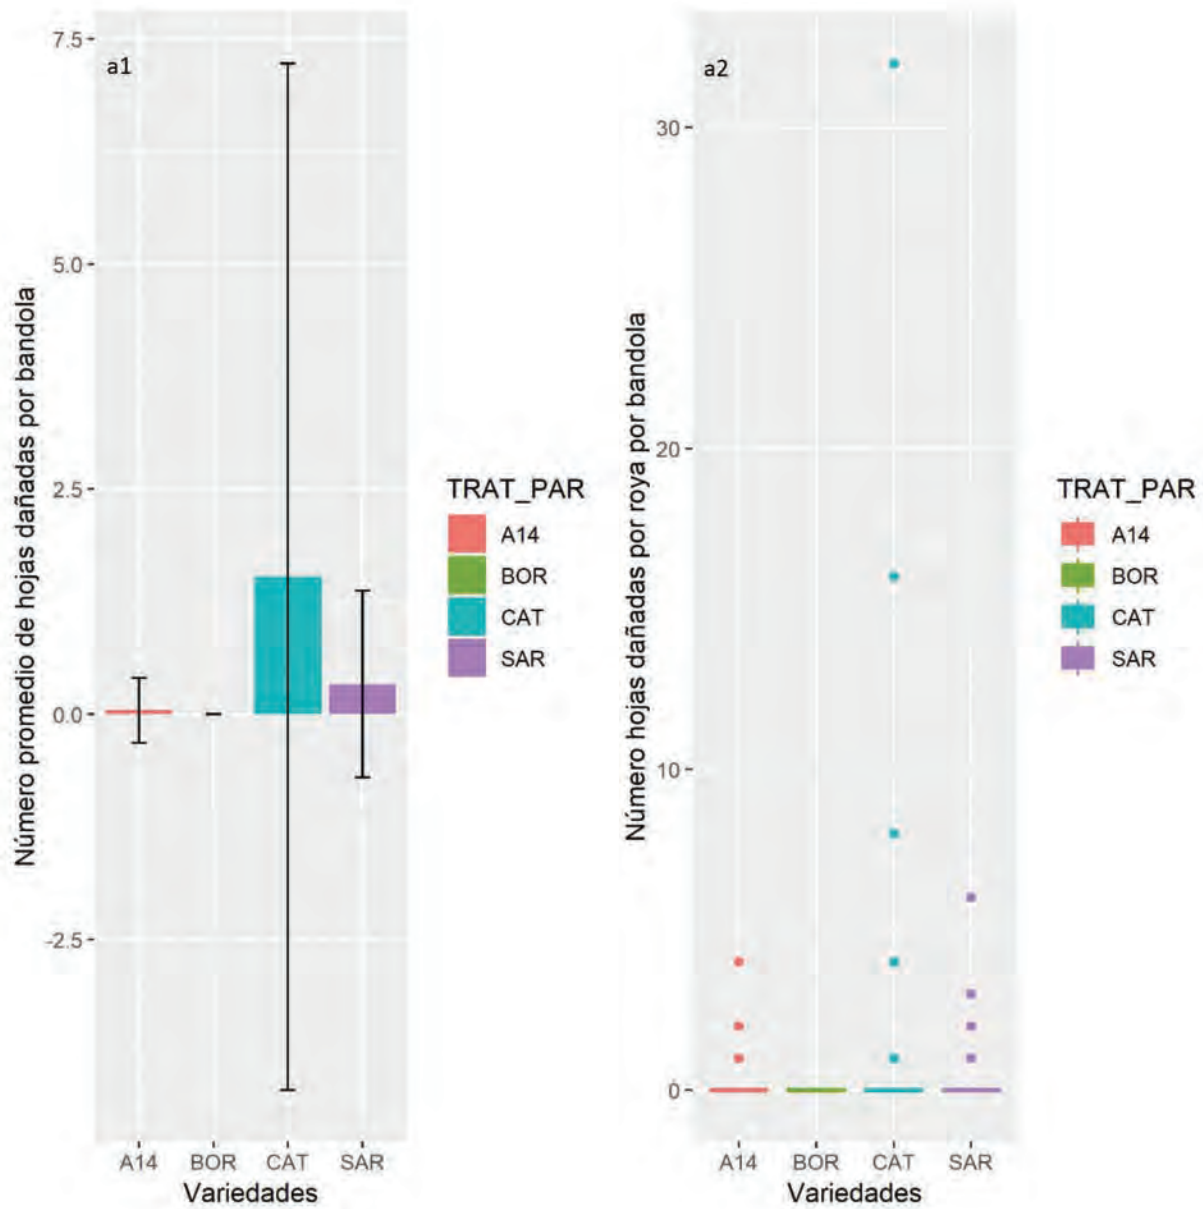 a1
Número promedio de hojas dañadas por bandola
7.5
5.0
2.5
0.0
-2.5
A14 BOR CAT SAR
Variedades
TRAT_PAR
A14
BOR
CAT
SAR
a2
Número hojas dañadas por roya por bandola
30
20
10
0
A14 BOR CAT SAR
Variedades
TRAT_PAR
A14
BOR
CAT
SAR